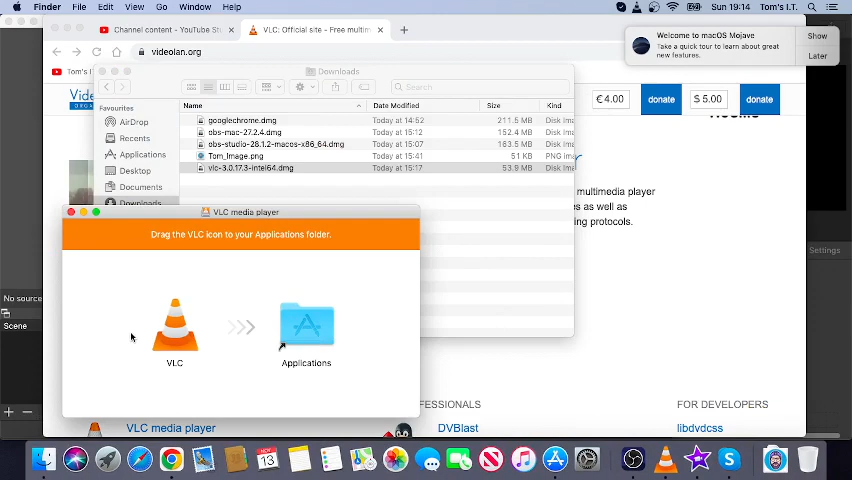 Finder File Edit View Go Window Help
Sun 19:14 Tom's I.T.
Channel content - YouTube Stu
VLC: Official site - Free multim
videolan.org
Welcome to macOS Mojave
Take a quick tour to learn about great
new features.
Show
Later
Tom's I
Downloads
Search
€4.00
donate
$ 5.00
donate
Favourites
AirDrop
Recents
Applications
Desktop
Documents
Downloads
Name
Date Modified
Size
Kind
googlechrome.dmg
Today at 14:52
211.5 MB
Disk Ima
obs-mac-27.2.4.dmg
Today at 15:12
152.4 MB
Disk Ima
obs-studio-28.1.2-macos-x86_64.dmg
Today at 15:07
163.5 MB
Disk Ima
Tom_Image.png
Today at 15:41
51 KB
PNG ima
vlc-3.0.17.3-intel64.dmg
Today at 15:17
53.9 MB
Disk Ima
multimedia player
es as well as
ing protocols.
Settings
VLC media player
Drag the VLC icon to your Applications folder.
VLC
Applications
No source
Scene
FESSIONALS
FOR DEVELOPERS
VLC media player
DVBlast
libdvdcss
NOV
13